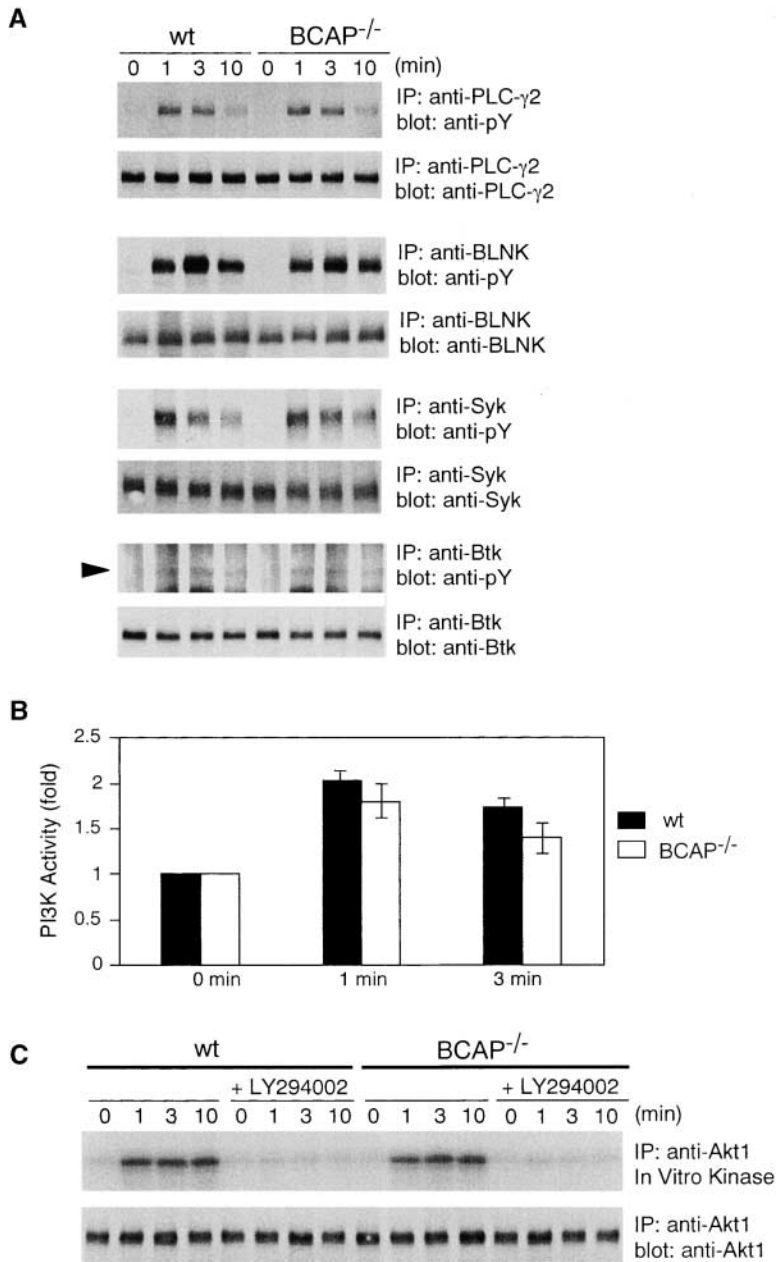 A
wt BCAP-/-
0 1 3 10 0 1 3 10 (min)
IP: anti-PLC-γ2
blot: anti-pY
IP: anti-PLC-γ2
blot: anti-PLC-γ2
IP: anti-BLNK
blot: anti-pY
IP: anti-BLNK
blot: anti-BLNK
IP: anti-Syk
blot: anti-pY
IP: anti-Syk
blot: anti-Syk
IP: anti-Btk
blot: anti-pY
IP: anti-Btk
blot: anti-Btk
B
PI3K Activity (fold)
2.5
2
1.5
1
0.5
0
0 min 1 min 3 min
wt
BCAP-/-
C
wt BCAP-/-
+ LY294002 + LY294002
0 1 3 10 0 1 3 10 0 1 3 10 0 1 3 10 (min)
IP: anti-Akt1
In Vitro Kinase
IP: anti-Akt1
blot: anti-Akt1